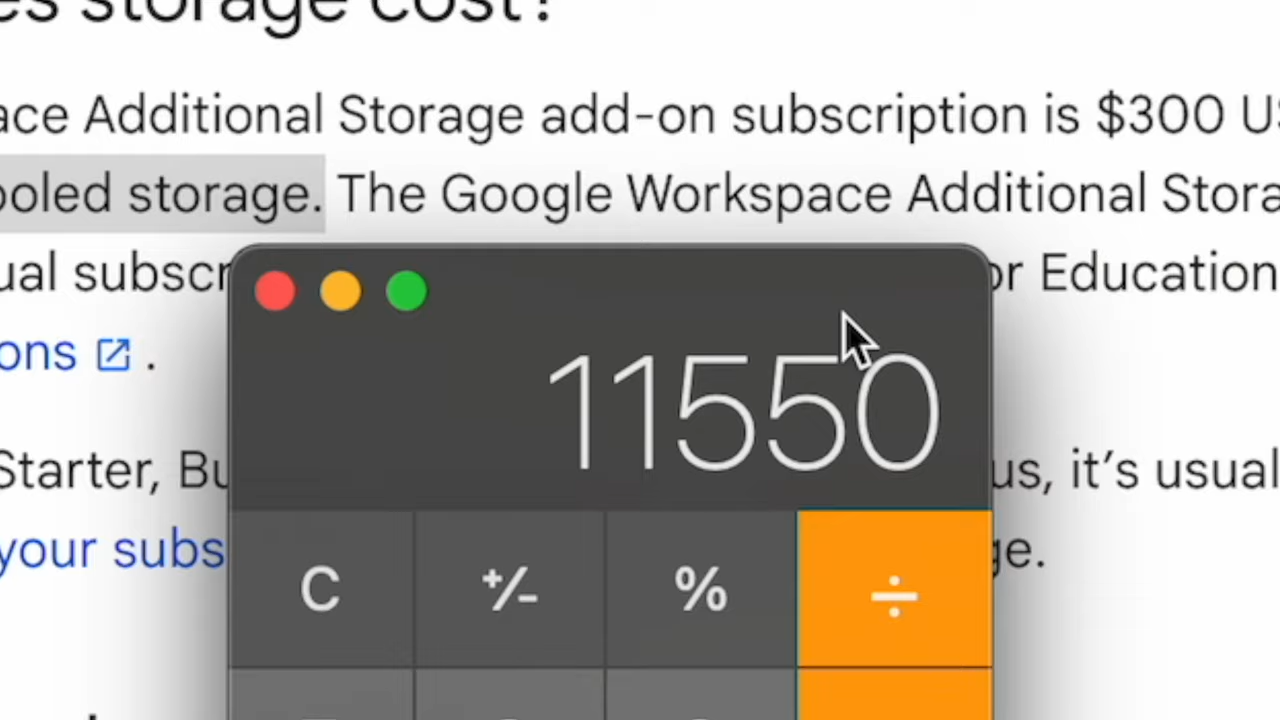 es storage cost?
ace Additional Storage add-on subscription is $300 US
ooled storage. The Google Workspace Additional Stora
ual subscr
or Education
ons .
Starter, Bu
us, it's usual
your subs
ge.
11550
C +/- % ÷